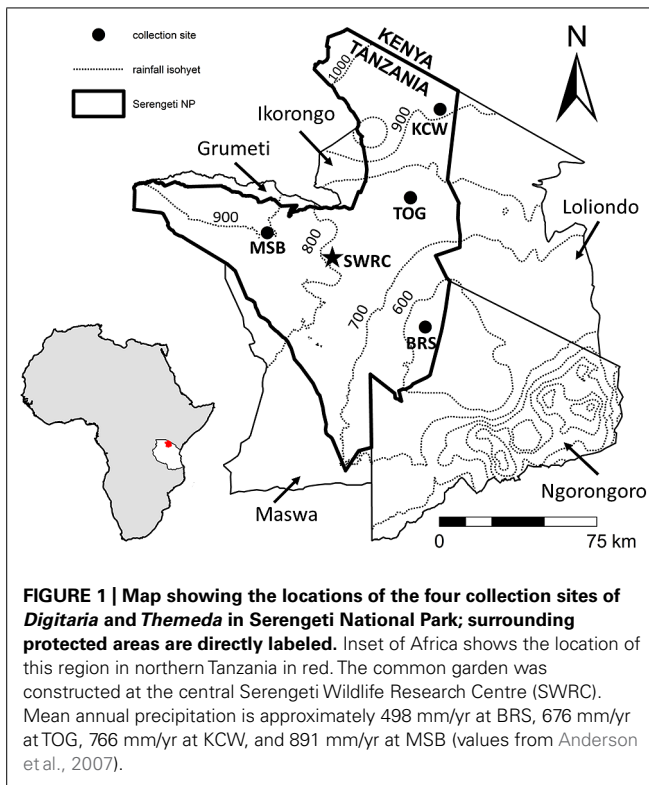 collection site
rainfall isohyet
Serengeti NP
KENYA
TANZANIA
N
1000
Ikorongo
900
KCW
Grumeti
TOG
Loliondo
900
MSB
800
SWRC
700
600
BRS
Ngorongoro
Maswa
0 75 km
FIGURE 1 | Map showing the locations of the four collection sites of
Digitaria and Themeda in Serengeti National Park; surrounding
protected areas are directly labeled. Inset of Africa shows the location of
this region in northern Tanzania in red. The common garden was
constructed at the central Serengeti Wildlife Research Centre (SWRC).
Mean annual precipitation is approximately 498 mm/yr at BRS, 676 mm/yr
at TOG, 766 mm/yr at KCW, and 891 mm/yr at MSB (values from Anderson
et al., 2007).